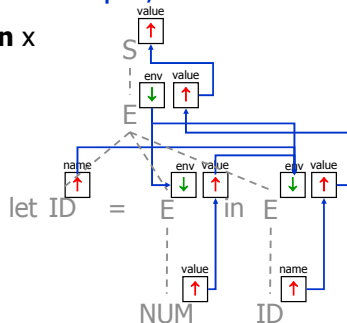 value
n x
S
env value
E
name env value env value
let ID = E in E
value name
NUM ID